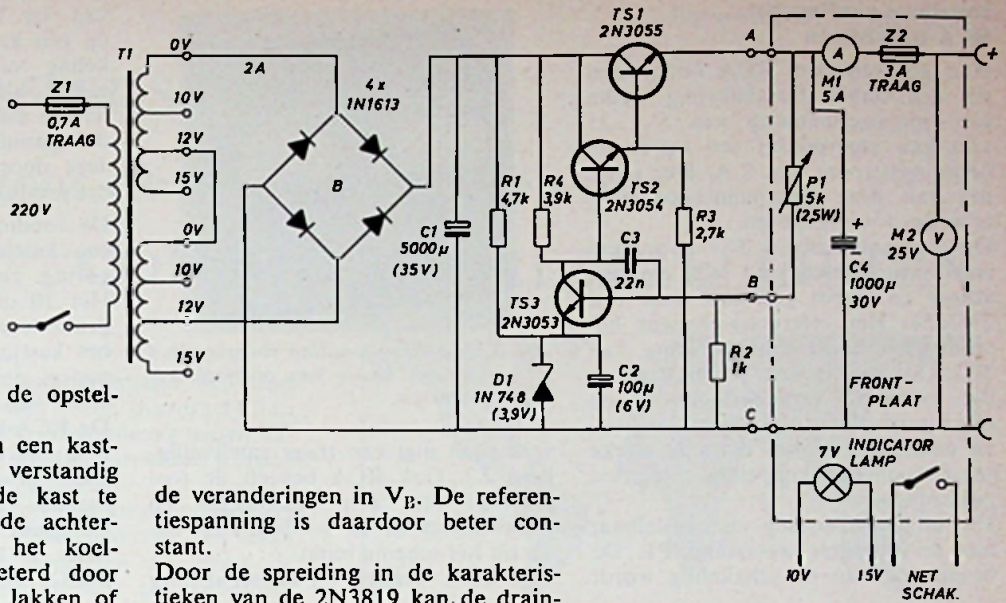 T1
Z1
0,7A
TRAAG
220V
0V
10V
12V
15V
0V
10V
12V
15V
2A
4x
1N1613
B
C1
5000µ
(35V)
R1
4,7k
R4
3,9k
TS1
2N3055
TS2
2N3054
C3
22n
TS3
2N3053
R3
2,7k
D1
1N748
(3,9V)
C2
100µ
(6V)
R2
1k
A
B
C
A
M1
5A
Z2
3A
TRAAG
+
P1
5k
(2,5W)
+
-
C4
1000µ
30V
M2
25V
V
FRONT-
PLAAT
INDICATOR
LAMP
7V
10V
15V
NET
SCHAK.
de opstel-
een kast-
verstandig
de kast te
de achter-
het koel-
eterd door
lakken of
de veranderingen in VB. De referen-
tiespanning is daardoor beter con-
stant.
Door de spreiding in de karakteris-
tieken van de 2N3819 kan de drain-